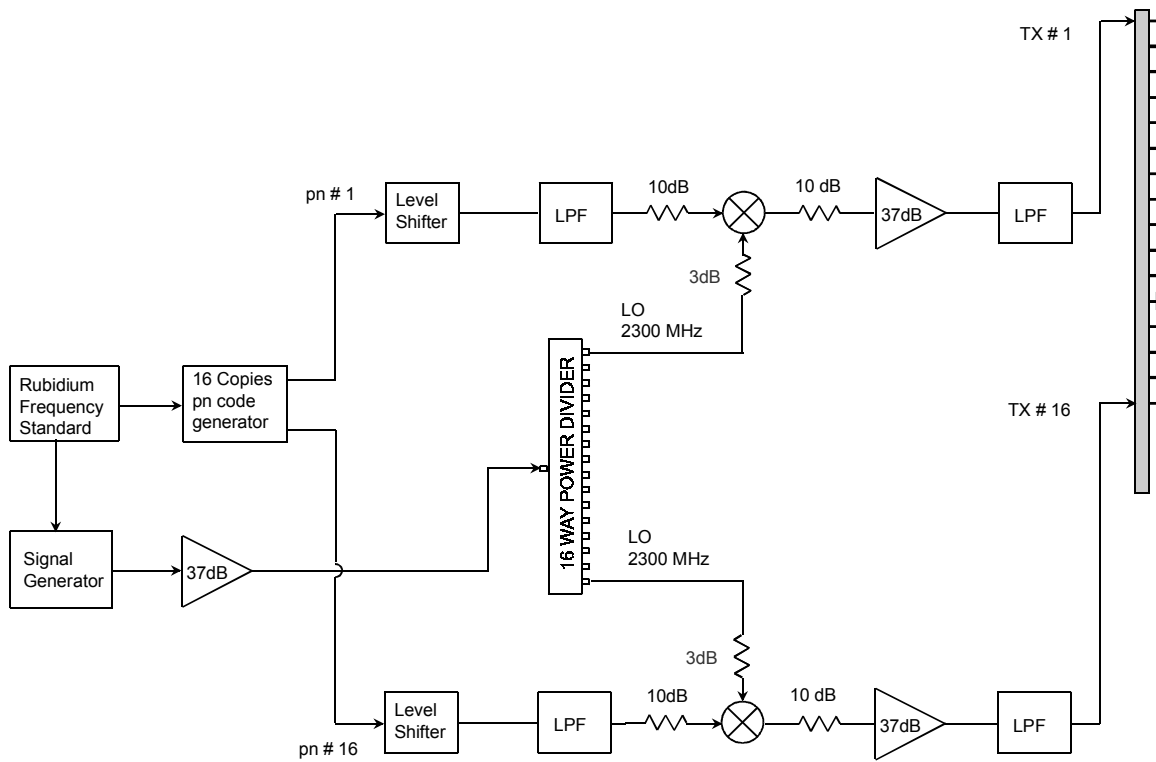 TX # 1
pn # 1
Level
Shifter
LPF
10dB
10 dB
37dB
LPF
3dB
LO
2300 MHz
Rubidium
Frequency
Standard
16 Copies
pn code
generator
16 WAY POWER DIVIDER
TX # 16
Signal
Generator
37dB
LO
2300 MHz
3dB
pn # 16
Level
Shifter
LPF
10dB
10 dB
37dB
LPF